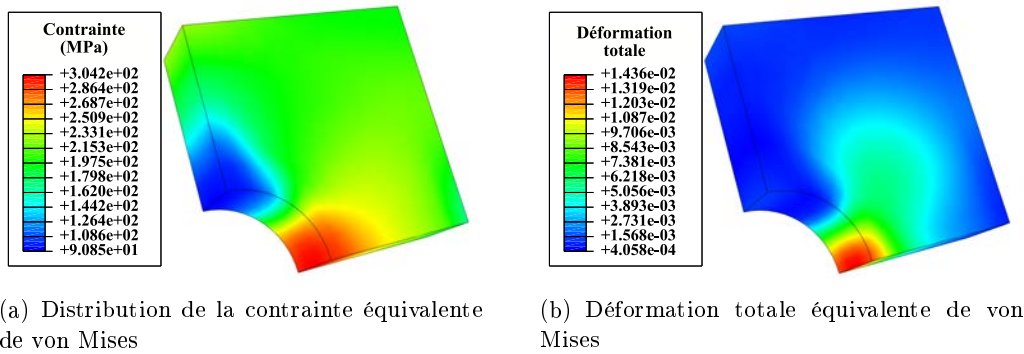 Contrainte
(MPa)
+3.042e+02
+2.864e+02
+2.687e+02
+2.509e+02
+2.331e+02
+2.153e+02
+1.975e+02
+1.798e+02
+1.620e+02
+1.442e+02
+1.264e+02
+1.086e+02
+9.085e+01
Déformation
totale
+1.436e-02
+1.319e-02
+1.203e-02
+1.087e-02
+9.706e-03
+8.543e-03
+7.381e-03
+6.218e-03
+5.056e-03
+3.893e-03
+2.731e-03
+1.568e-03
+4.058e-04
(a) Distribution de la contrainte équivalente
de von Mises
(b) Déformation totale équivalente de von
Mises